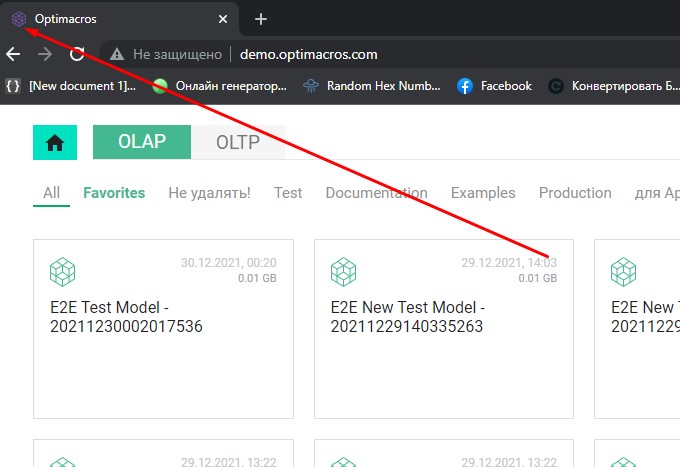 Optimacros
Не защищено demo.optimacros.com
{ } [New document 1]... Онлайн генератор... Random Hex Numb... Facebook Конвертировать Б...
OLAP OLTP
All Favorites Не удалять! Test Documentation Examples Production для Ap
30.12.2021, 00:20 29.12.2021, 14:03
0.01 GB 0.01 GB
E2E Test Model - E2E New Test Model - E2E New
20211230002017536 20211229140335263 20211229
29.12.2021, 13:22 29.12.2021, 13:22